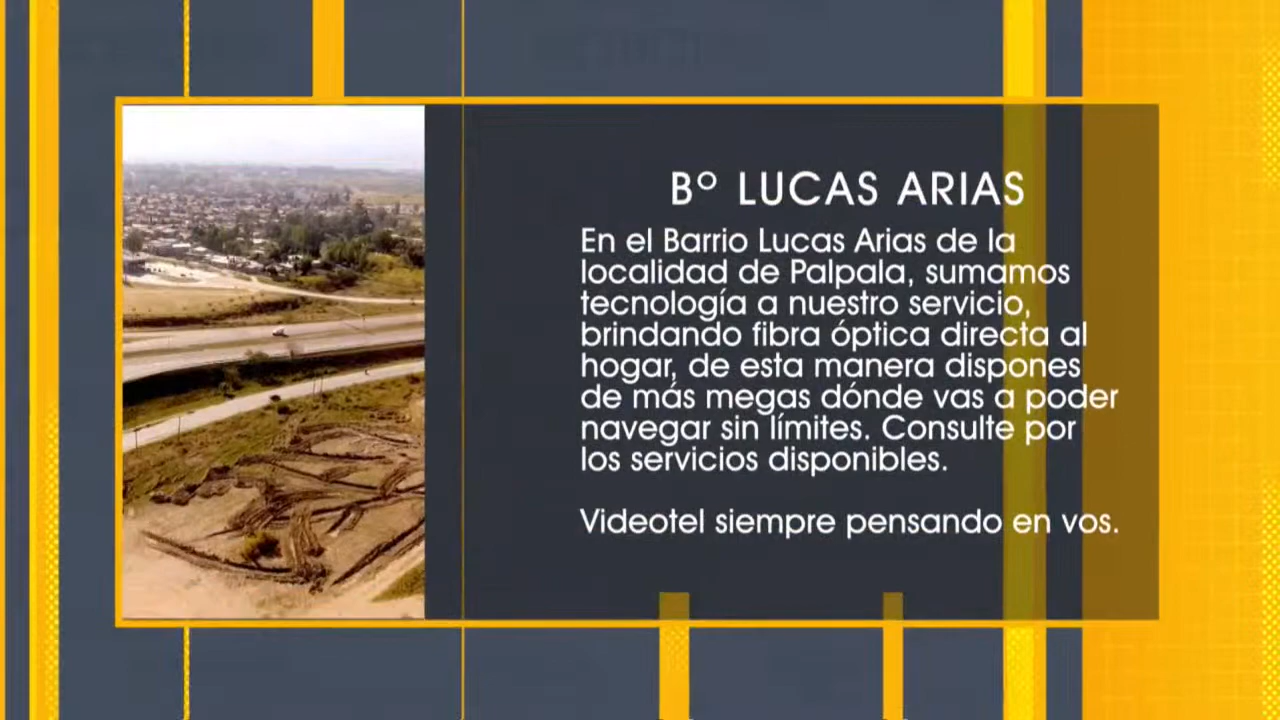 Bº LUCAS ARIAS
En el Barrio Lucas Arias de la
localidad de Palpala, sumamos
tecnología a nuestro servicio,
brindando fibra óptica directa al
hogar, de esta manera dispones
de más megas dónde vas a poder
navegar sin límites. Consulte por
los servicios disponibles.
Videotel siempre pensando en vos.